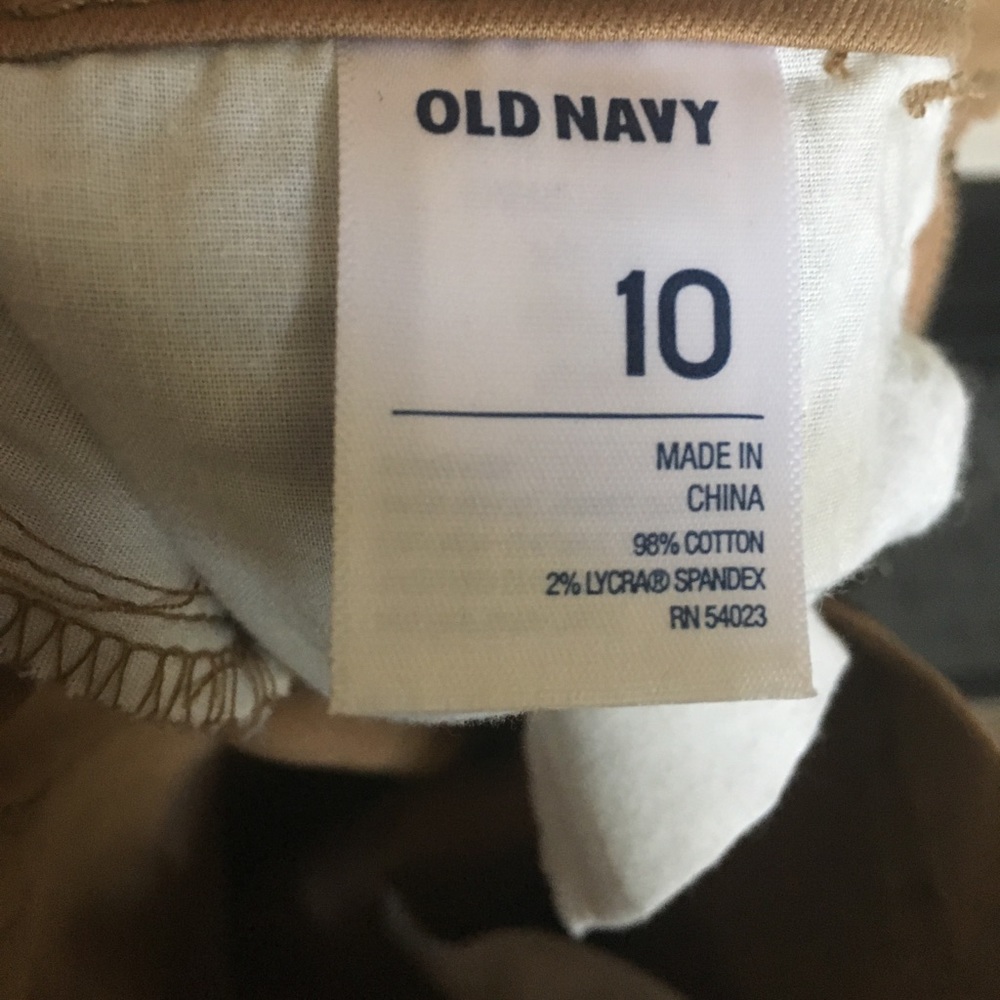 OLD NAVY
10
MADE IN
CHINA
98% COTTON
2% LYCRA® SPANDEX
RN 54023